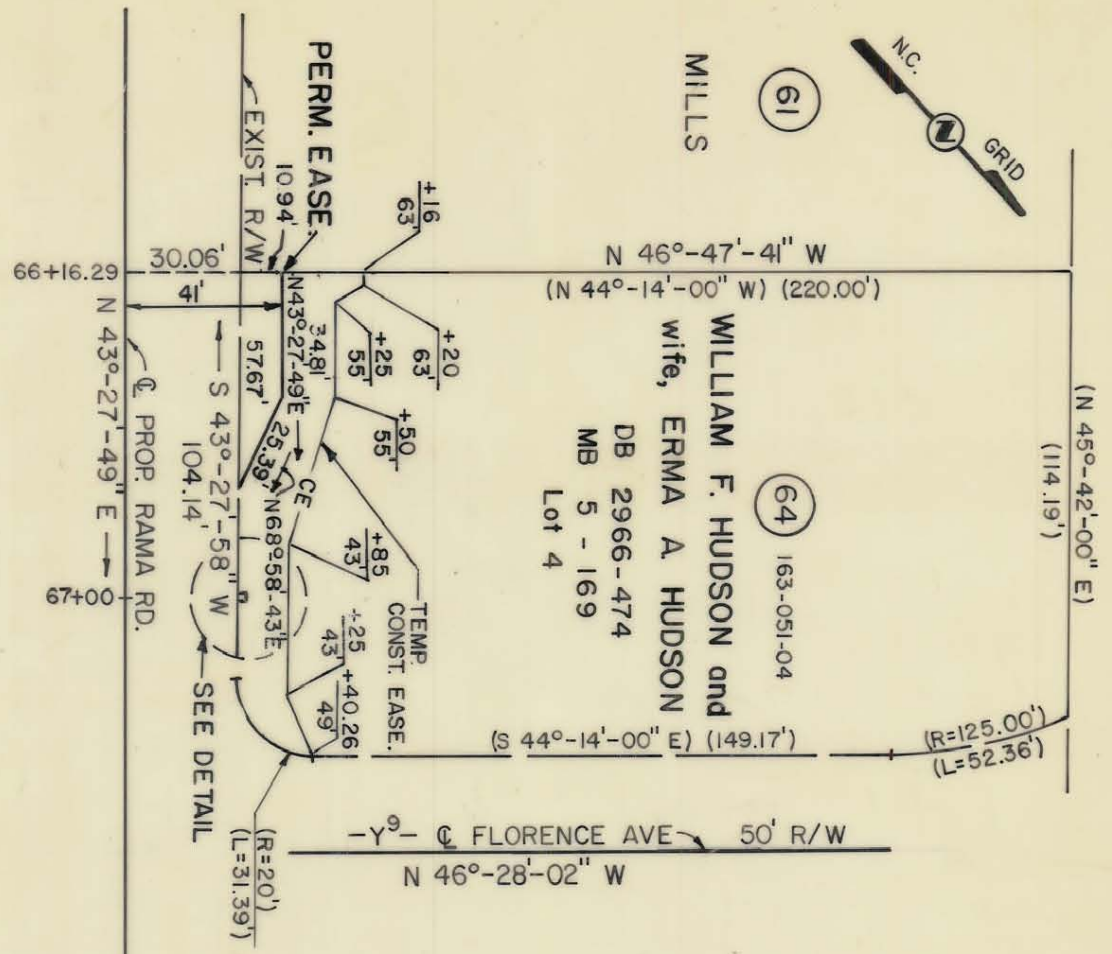 N.C.
GRID
61
MILLS
PERM. EASE.
EXIST. R/W
10.94'
+16
63'
66+16.29
30.06'
41'
N 46°-47'-41" W
(N 44°-14'-00" W) (220.00')
N43°-27'-49"E
34.81'
+20
63'
+25
55'
+50
55'
57.67'
S 43°-27'-58" W
104.14'
25.39'
N68°-58'-43"E
CE
+85
43'
TEMP.
CONST. EASE.
+25
43'
+40.26
49'
℄ PROP. RAMA RD.
N 43°-27'-49" E
67+00
SEE DETAIL
WILLIAM F. HUDSON and
wife, ERMA A HUDSON
DB 2966-474
MB 5 - 169
Lot 4
64
163-051-04
(N 45°-42'-00" E)
(114.19')
(S 44°-14'-00" E) (149.17')
(R=125.00')
(L=52.36')
(R=20')
(L=31.39')
-Y⁹- ℄ FLORENCE AVE 50' R/W
N 46°-28'-02" W